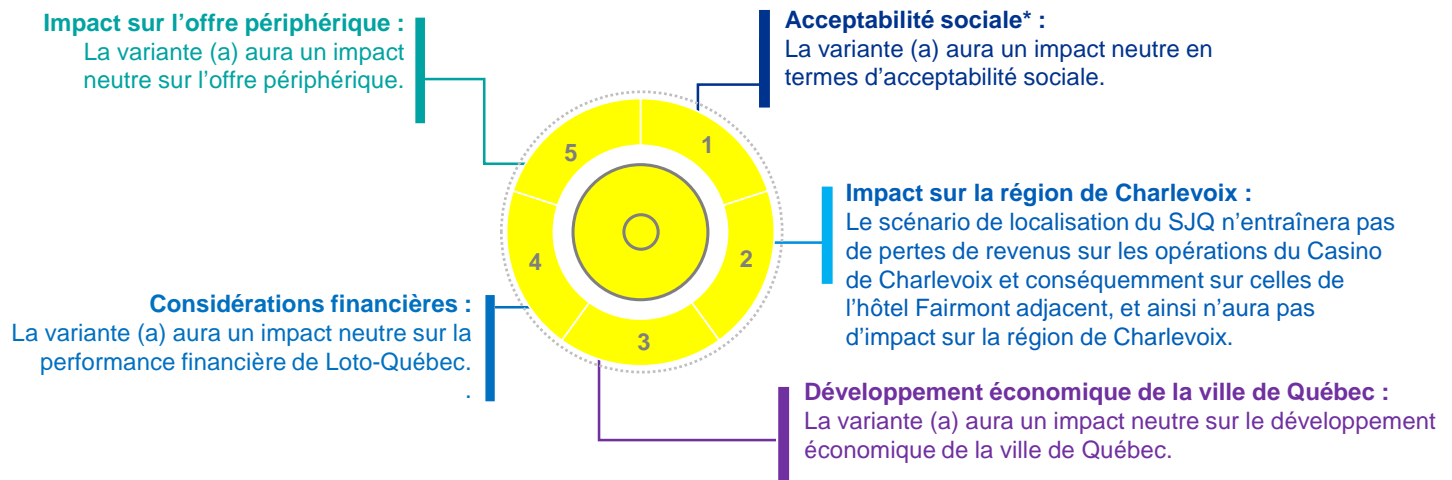 Impact sur l’offre périphérique :
La variante (a) aura un impact
neutre sur l’offre périphérique.
Acceptabilité sociale* :
La variante (a) aura un impact neutre en
termes d’acceptabilité sociale.
5
1
4
2
3
Impact sur la région de Charlevoix :
Le scénario de localisation du SJQ n’entraînera pas
de pertes de revenus sur les opérations du Casino
de Charlevoix et conséquemment sur celles de
l’hôtel Fairmont adjacent, et ainsi n’aura pas
d’impact sur la région de Charlevoix.
Considérations financières :
La variante (a) aura un impact neutre sur la
performance financière de Loto-Québec.
.
Développement économique de la ville de Québec :
La variante (a) aura un impact neutre sur le développement
économique de la ville de Québec.